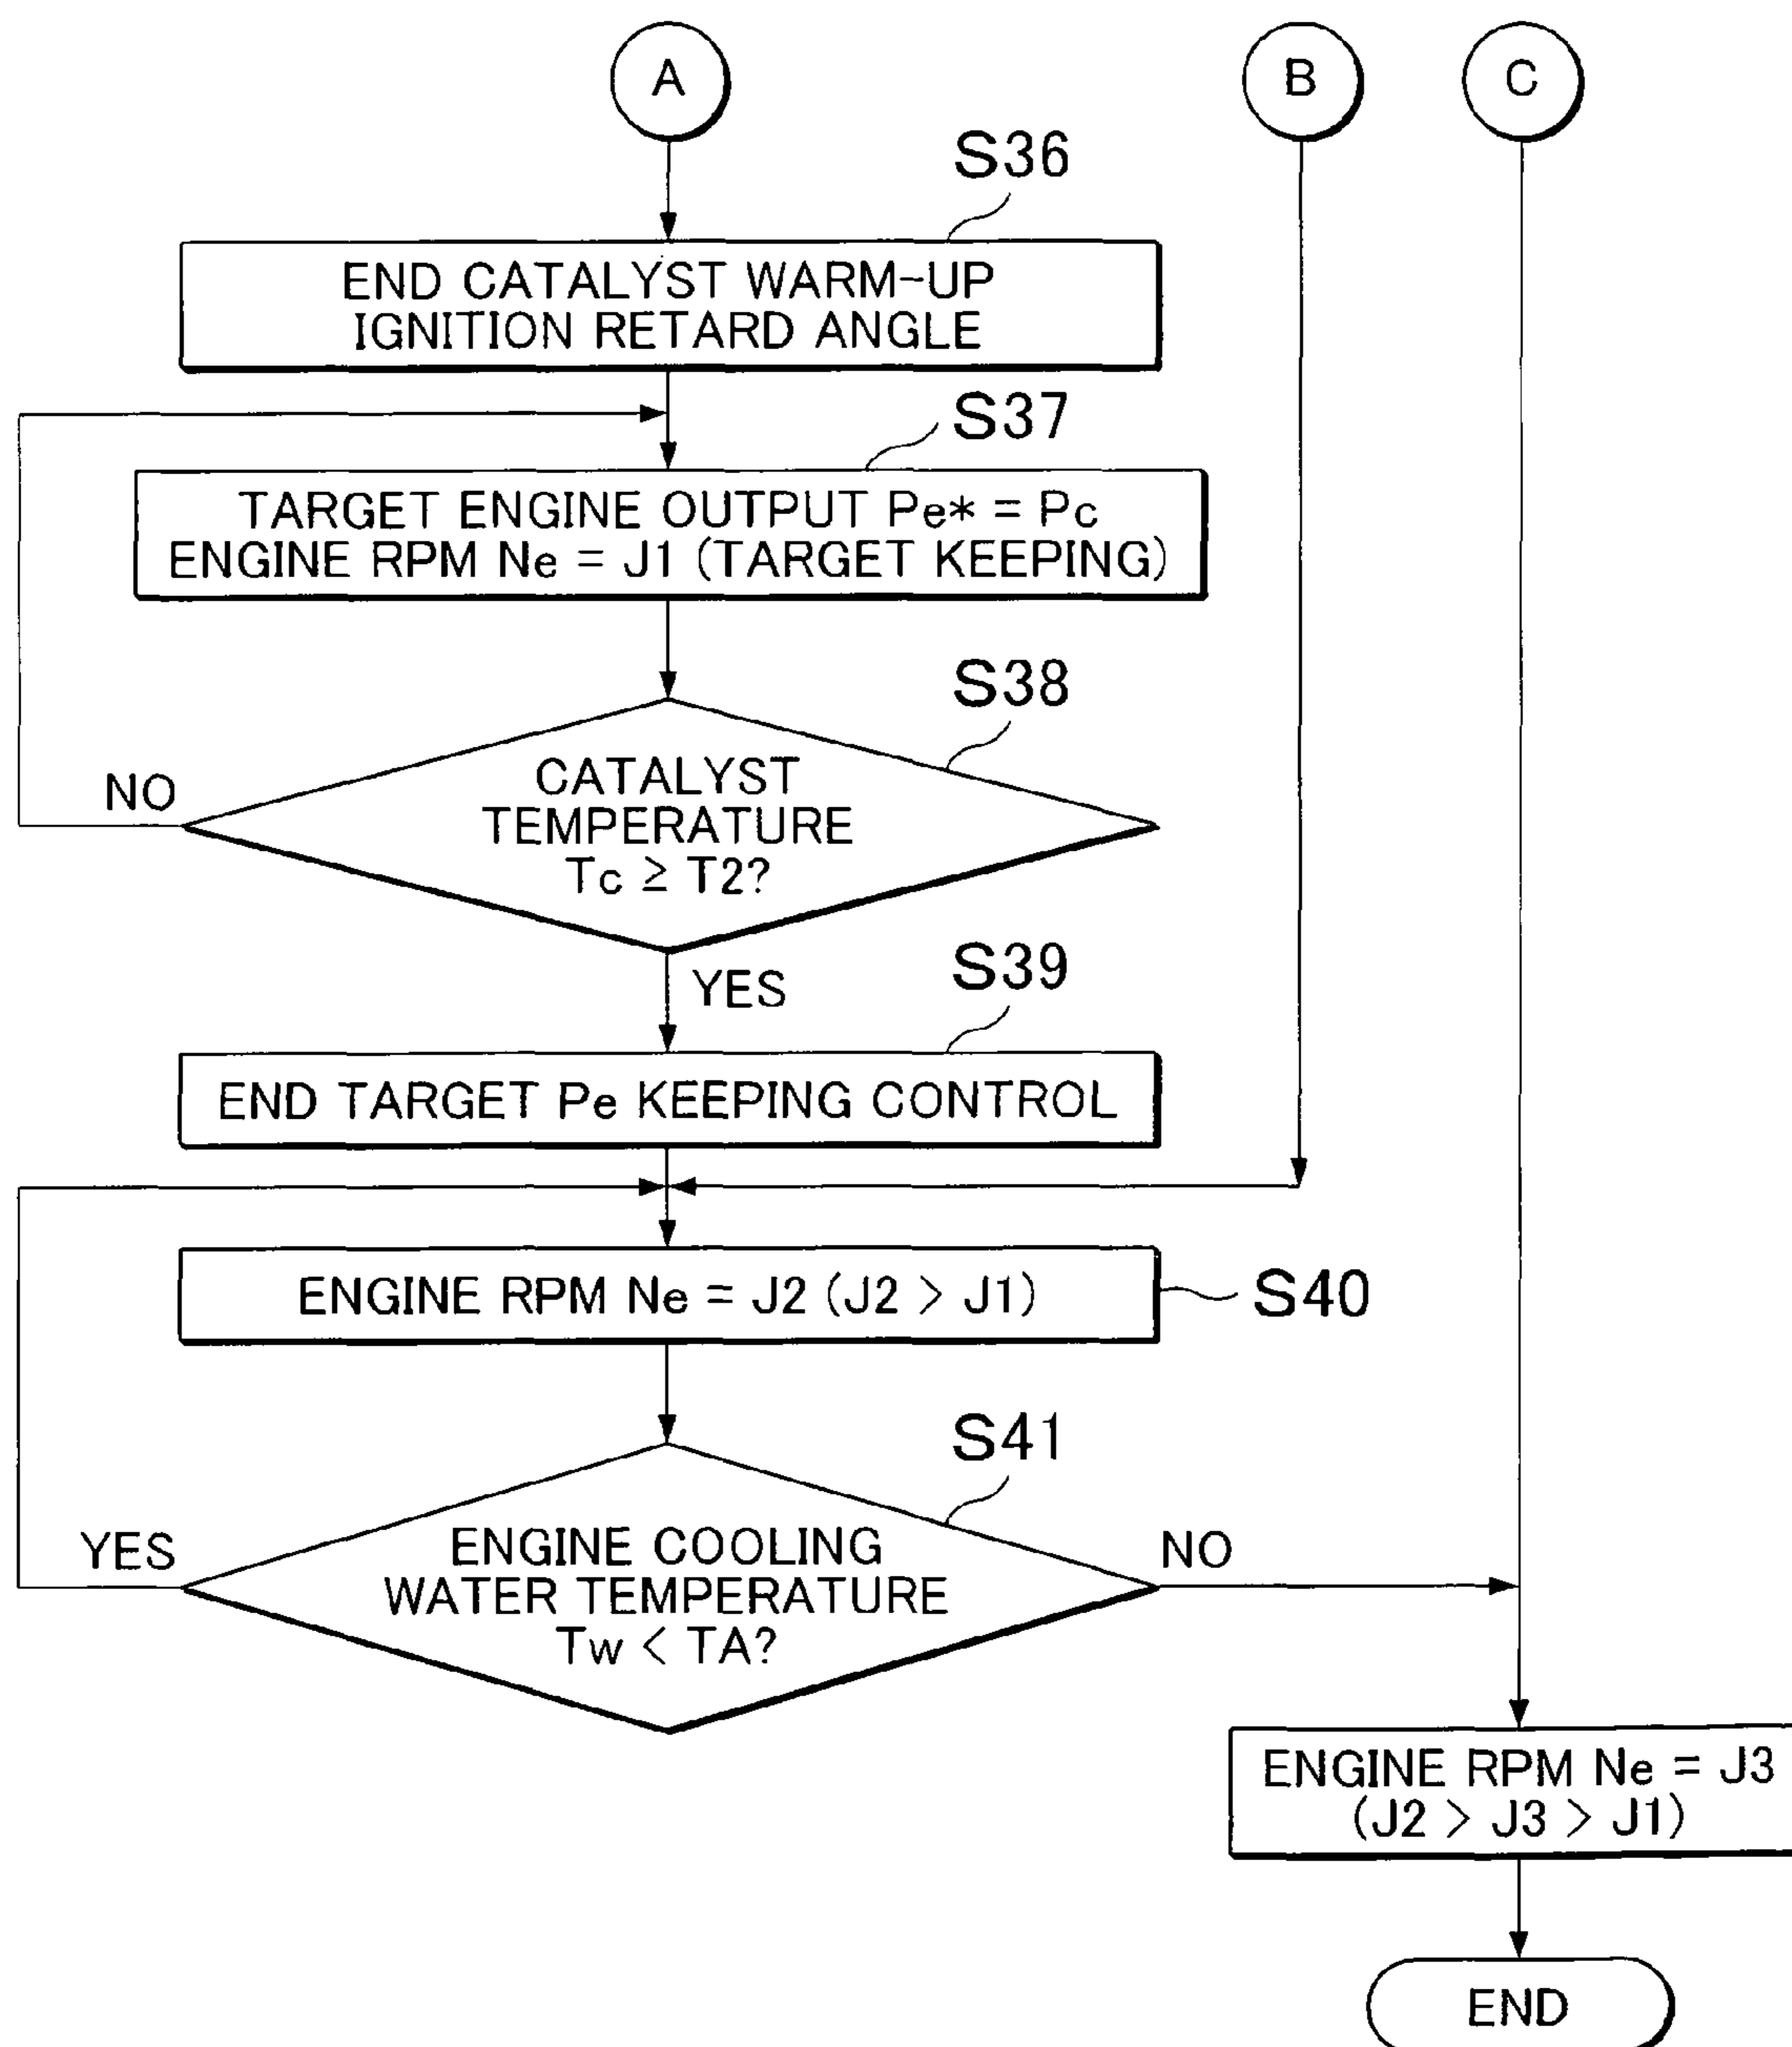 A
B
C
S36
END CATALYST WARM-UP
IGNITION RETARD ANGLE
S37
TARGET ENGINE OUTPUT Pe* = Pc
ENGINE RPM Ne = J1 (TARGET KEEPING)
S38
CATALYST
TEMPERATURE
Tc ≥ T2?
NO
YES
S39
END TARGET Pe KEEPING CONTROL
ENGINE RPM Ne = J2 (J2 > J1)
S40
S41
ENGINE COOLING
WATER TEMPERATURE
Tw < TA?
YES
NO
ENGINE RPM Ne = J3
(J2 > J3 > J1)
END